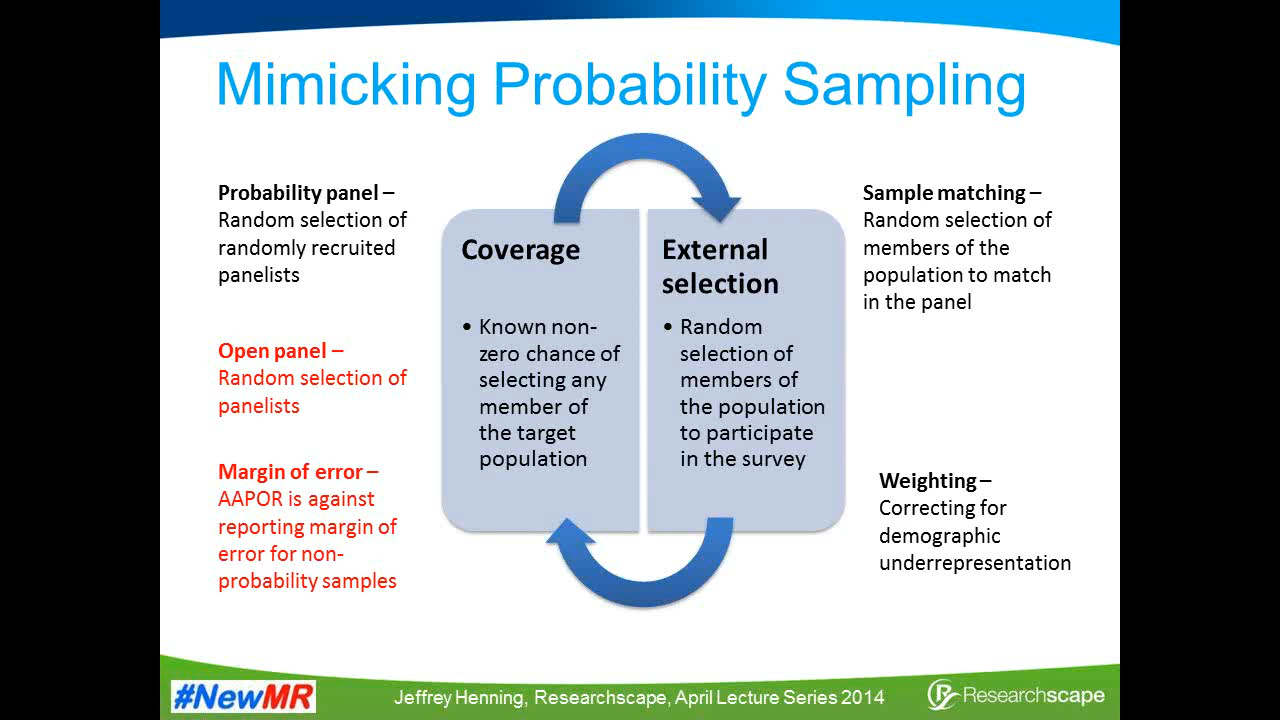 Mimicking Probability Sampling
Probability panel –
Random selection of
randomly recruited
panelists
Open panel –
Random selection of
panelists
Margin of error –
AAPOR is against
reporting margin of
error for non-
probability samples
Coverage
• Known non-
zero chance of
selecting any
member of
the target
population
External
selection
• Random
selection of
members of
the population
to participate
in the survey
Sample matching –
Random selection of
members of the
population to match
in the panel
Weighting –
Correcting for
demographic
underrepresentation
#NewMR
Jeffrey Henning, Researchscape, April Lecture Series 2014
Researchscape